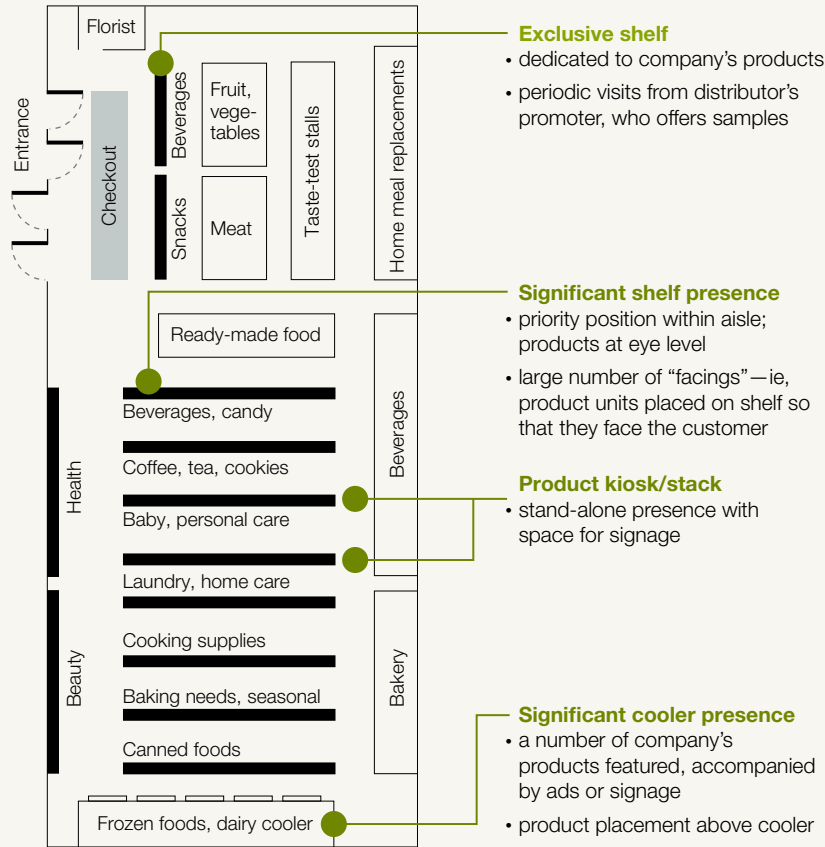 Florist
Entrance
Checkout
Beverages
Snacks
Fruit,
vege-
tables
Meat
Taste-test stalls
Home meal replacements
Ready-made food
Beverages, candy
Coffee, tea, cookies
Baby, personal care
Laundry, home care
Cooking supplies
Baking needs, seasonal
Canned foods
Frozen foods, dairy cooler
Health
Beauty
Beverages
Bakery
Exclusive shelf
• dedicated to company’s products
• periodic visits from distributor’s
promoter, who offers samples
Significant shelf presence
• priority position within aisle;
products at eye level
• large number of “facings”—ie,
product units placed on shelf so
that they face the customer
Product kiosk/stack
• stand-alone presence with
space for signage
Significant cooler presence
• a number of company’s
products featured, accompanied
by ads or signage
• product placement above cooler